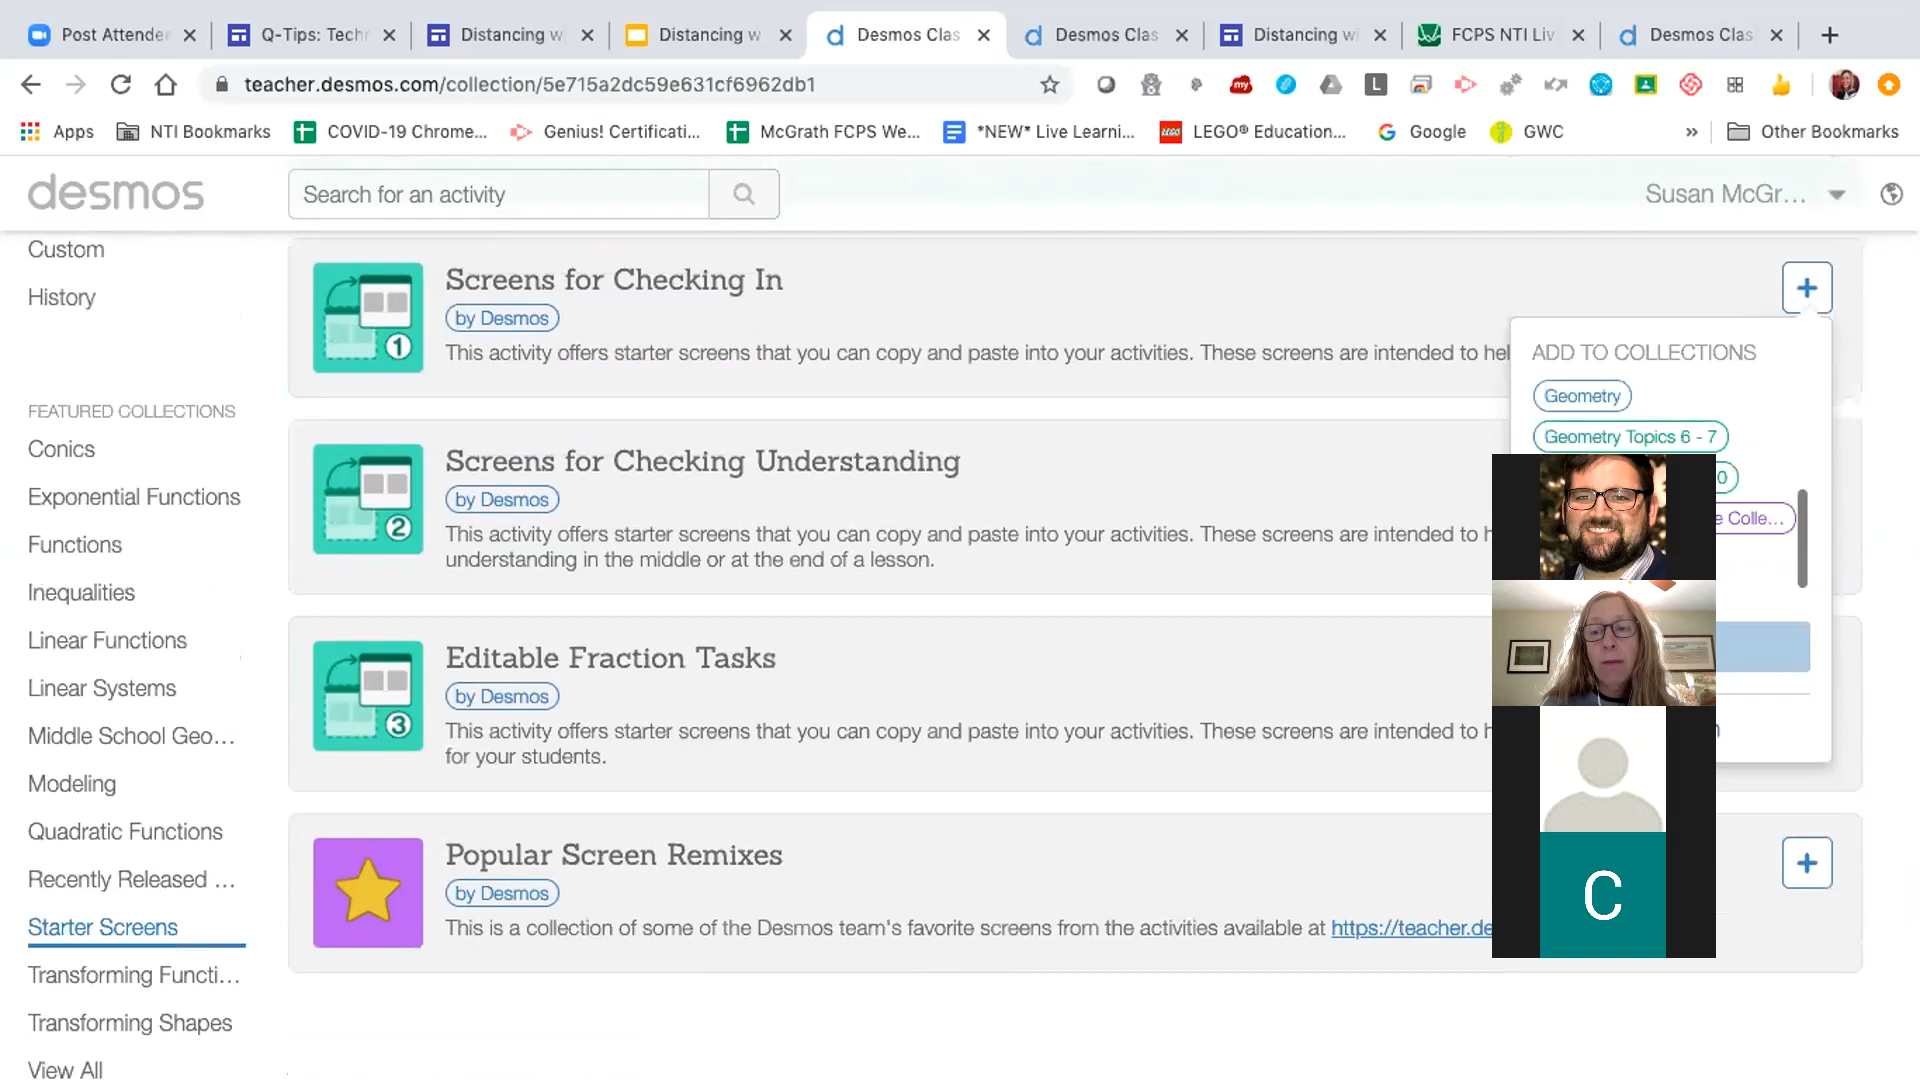 Post Attende
Q-Tips: Tech
Distancing w
Distancing w
Desmos Clas
Desmos Clas
Distancing w
FCPS NTI Liv
Desmos Clas
teacher.desmos.com/collection/5e715a2dc59e631cf6962db1
Apps
NTI Bookmarks
COVID-19 Chrome...
Genius! Certificati...
McGrath FCPS We...
*NEW* Live Learni...
LEGO® Education...
Google
GWC
»
Other Bookmarks
desmos
Search for an activity
Susan McGr...
Custom
History
FEATURED COLLECTIONS
Conics
Exponential Functions
Functions
Inequalities
Linear Functions
Linear Systems
Middle School Geo...
Modeling
Quadratic Functions
Recently Released ...
Starter Screens
Transforming Functi...
Transforming Shapes
View All
1
Screens for Checking In
by Desmos
This activity offers starter screens that you can copy and paste into your activities. These screens are intended to hel
2
Screens for Checking Understanding
by Desmos
This activity offers starter screens that you can copy and paste into your activities. These screens are intended to h
understanding in the middle or at the end of a lesson.
3
Editable Fraction Tasks
by Desmos
This activity offers starter screens that you can copy and paste into your activities. These screens are intended to h
for your students.
Popular Screen Remixes
by Desmos
This is a collection of some of the Desmos team's favorite screens from the activities available at https://teacher.de
ADD TO COLLECTIONS
Geometry
Geometry Topics 6 - 7
0
e Colle...
C